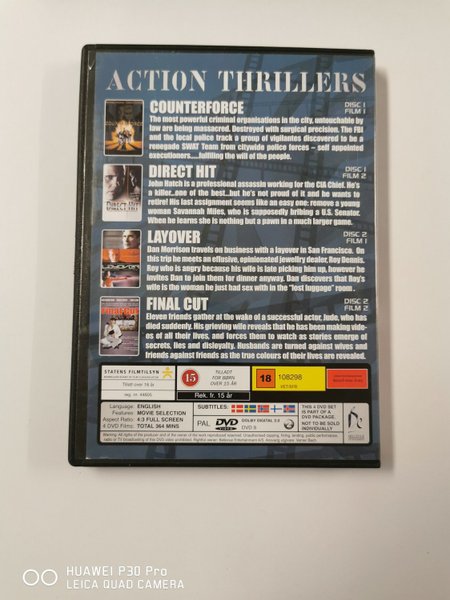 ACTION THRILLERS
COUNTERFORCE
DISC 1
FILM 1
The most powerful criminal organisations in the city, untouchable by
law are being massacred. Destroyed with surgical precision. The FBI
and the local police track a group of vigilantes discovered to be a
renegade SWAT Team from citywide police forces – self appointed
executioners.....fulfilling the will of the people.
DIRECT HIT
DISC 1
FILM 2
John Hatch is a professional assassin working for the CIA Chief. He's
a killer...one of the best...but he's not proud of it and he wants to
retire! His last assignment seems like an easy one: remove a young
woman Savannah Miles, who is supposedly bribing a U.S. Senator.
When he learns she is nothing but a pawn in a much larger game.
LAYOVER
DISC 2
FILM 1
Dan Morrison travels on business with a layover in San Francisco. On
his trip he meets an effusive, opinionated jewellry dealer, Roy Dennis.
Roy who is angry because his wife is late picking him up, however he
invites Dan to join them for dinner anyway. Dan discovers that Roy's
wife is the woman he just had sex with in the "lost luggage" room .
FINAL CUT
DISC 2
FILM 2
Eleven friends gather at the wake of a successful actor, Jude, who has
died suddenly. His grieving wife reveals that he has been making vide-
os of all their lives, and forces them to watch as stories emerge of
secrets, lies and disloyalty. Husbands are turned against wives and
friends against friends as the true colours of their lives are revealed.
STATENS FILMTILSYN
Tillatt over 15 år
15
TILLADT
FOR BØRN
OVER 15 ÅR
Rek. fr. 15 år
18
108298
Language: ENGLISH
Features: MOVIE SELECTION
Aspect Ratio: 4:3 FULL SCREEN
4 DVD Films: TOTAL 364 MINS
SUBTITLES:
PAL
DVD
VIDEO
DOLBY DIGITAL 2.0
DVD 9
THIS DVD SET
IS PART OF A
DVD PACKAGE.
NOT TO BE SOLD
INDIVIDUALLY
HUAWEI P30 Pro
LEICA QUAD CAMERA